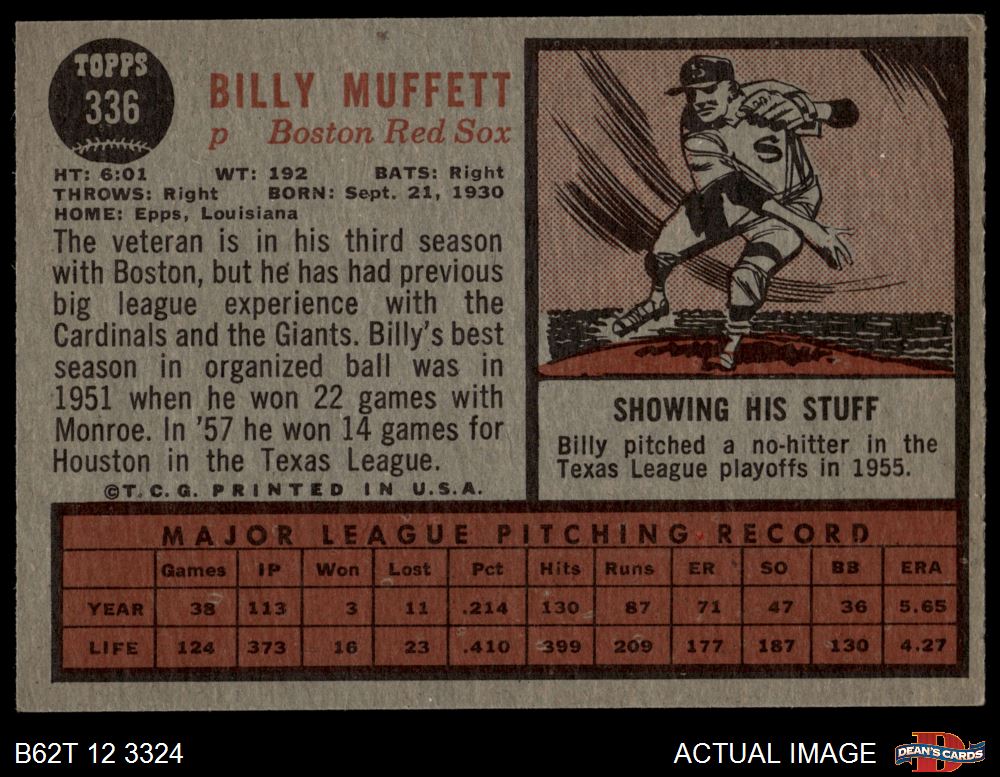 TOPPS
336
BILLY MUFFETT
p Boston Red Sox
HT: 6:01 WT: 192 BATS: Right
THROWS: Right BORN: Sept. 21, 1930
HOME: Epps, Louisiana
The veteran is in his third season
with Boston, but he has had previous
big league experience with the
Cardinals and the Giants. Billy's best
season in organized ball was in
1951 when he won 22 games with
Monroe. In '57 he won 14 games for
Houston in the Texas League.
©T.C.G. PRINTED IN U.S.A.
S
S
SHOWING HIS STUFF
Billy pitched a no-hitter in the
Texas League playoffs in 1955.
MAJOR LEAGUE PITCHING RECORD
Games IP Won Lost Pct Hits Runs ER SO BB ERA
YEAR 38 113 3 11 .214 130 87 71 47 36 5.65
LIFE 124 373 16 23 .410 399 209 177 187 130 4.27
B62T 12 3324
ACTUAL IMAGE
D
DEAN'S CARDS